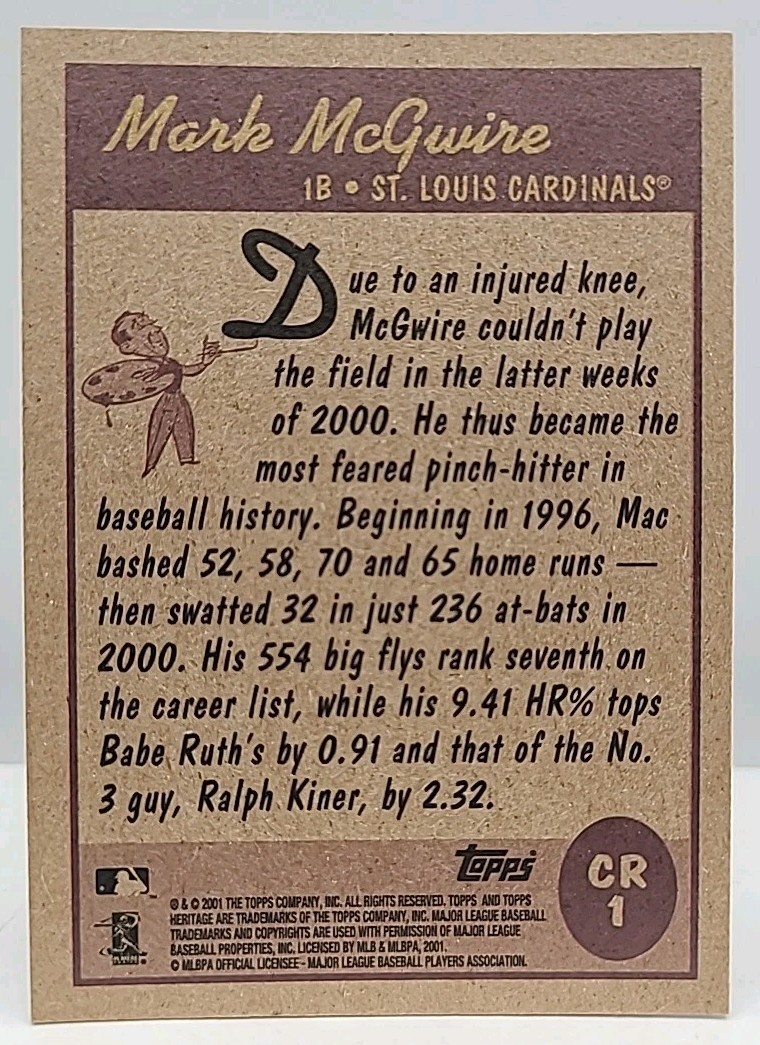 Mark McGwire
1B • ST. LOUIS CARDINALS®
Due to an injured knee,
McGwire couldn't play
the field in the latter weeks
of 2000. He thus became the
most feared pinch-hitter in
baseball history. Beginning in 1996, Mac
bashed 52, 58, 70 and 65 home runs —
then swatted 32 in just 236 at-bats in
2000. His 554 big flys rank seventh on
the career list, while his 9.41 HR% tops
Babe Ruth's by 0.91 and that of the No.
3 guy, Ralph Kiner, by 2.32.
topps
CR
1
® & © 2001 THE TOPPS COMPANY, INC. ALL RIGHTS RESERVED. TOPPS AND TOPPS
HERITAGE ARE TRADEMARKS OF THE TOPPS COMPANY, INC. MAJOR LEAGUE BASEBALL
TRADEMARKS AND COPYRIGHTS ARE USED WITH PERMISSION OF MAJOR LEAGUE
BASEBALL PROPERTIES, INC. LICENSED BY MLB & MLBPA, 2001.
© MLBPA OFFICIAL LICENSEE - MAJOR LEAGUE BASEBALL PLAYERS ASSOCIATION.